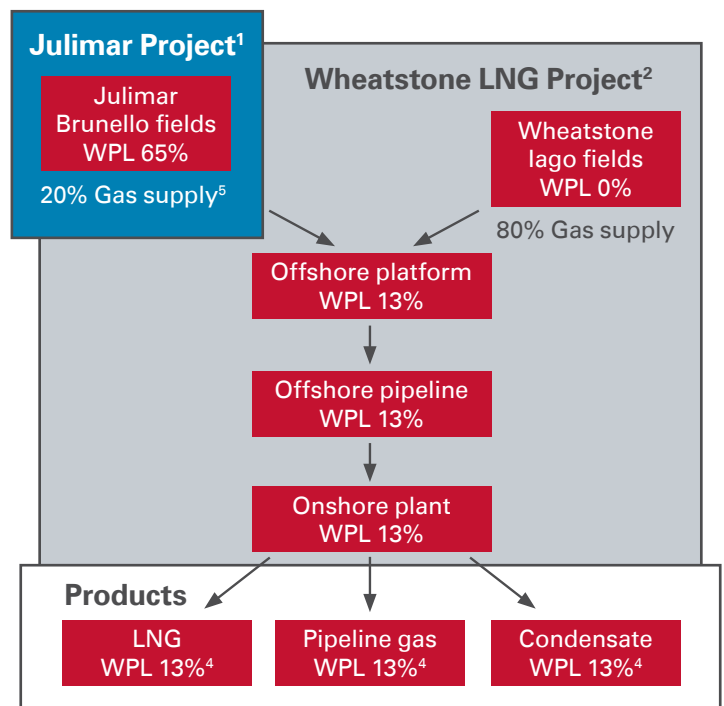 Julimar Project¹
Julimar
Brunello fields
WPL 65%
20% Gas supply⁵
Wheatstone LNG Project²
Wheatstone
Iago fields
WPL 0%
80% Gas supply
Offshore platform
WPL 13%
Offshore pipeline
WPL 13%
Onshore plant
WPL 13%
Products
LNG
WPL 13%⁴
Pipeline gas
WPL 13%⁴
Condensate
WPL 13%⁴